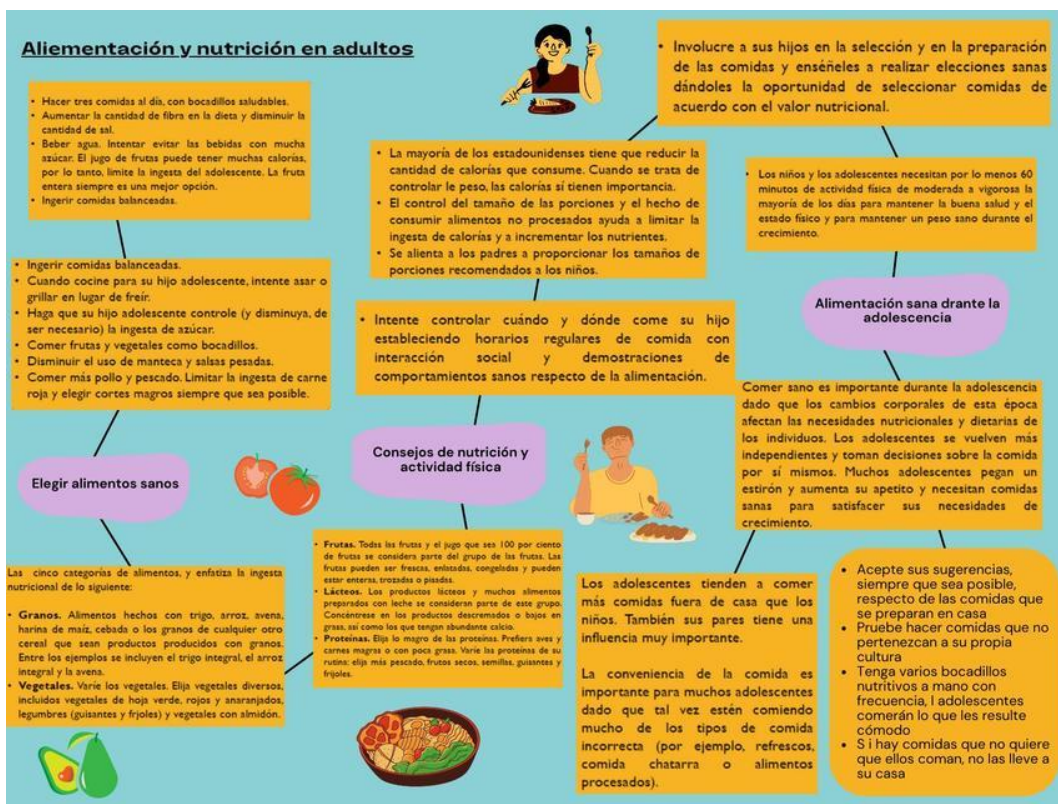 Aliementación y nutrición en adultos
• Hacer tres comidas al día, con bocadillos saludables.
• Aumentar la cantidad de fibra en la dieta y disminuir la
cantidad de sal.
• Beber agua. Intentar evitar las bebidas con mucha
azúcar. El jugo de frutas puede tener muchas calorías,
por lo tanto, limite la ingesta del adolescente. La fruta
entera siempre es una mejor opción.
• Ingerir comidas balanceadas.
• Ingerir comidas balanceadas.
• Cuando cocine para su hijo adolescente, intente asar o
grillar en lugar de freír.
• Haga que su hijo adolescente controle (y disminuya, de
ser necesario) la ingesta de azúcar.
• Comer frutas y vegetales como bocadillos.
• Disminuir el uso de manteca y salsas pesadas.
• Comer más pollo y pescado. Limitar la ingesta de carne
roja y elegir cortes magros siempre que sea posible.
Elegir alimentos sanos
Las cinco categorías de alimentos, y enfatiza la ingesta
nutricional de lo siguiente:
• Granos. Alimentos hechos con trigo, arroz, avena,
harina de maíz, cebada o los granos de cualquier otro
cereal que sean productos producidos con granos.
Entre los ejemplos se incluyen el trigo integral, el arroz
integral y la avena.
• Vegetales. Varíe los vegetales. Elija vegetales diversos,
incluidos vegetales de hoja verde, rojos y anaranjados,
legumbres (guisantes y frjoles) y vegetales con almidón.
• Frutas. Todas las frutas y el jugo que sea 100 por ciento
de frutas se considera parte del grupo de las frutas. Las
frutas pueden ser frescas, enlatadas, congeladas y pueden
estar enteras, trozadas o pisadas.
• Lácteos. Los productos lácteos y muchos alimentos
preparados con leche se consideran parte de este grupo.
Concéntrese en los productos descremados o bajos en
grasa, así como los que tengan abundante calcio.
• Proteínas. Elija lo magro de las proteínas. Prefiera aves y
carnes magras o con poca grasa. Varíe las proteínas de su
rutina: elija más pescado, frutos secos, semillas, guisantes y
frijoles.
Consejos de nutrición y
actividad física
• Intente controlar cuándo y dónde come su hijo
estableciendo horarios regulares de comida con
interacción social y demostraciones de
comportamientos sanos respecto de la alimentación.
• La mayoría de los estadounidenses tiene que reducir la
cantidad de calorías que consume. Cuando se trata de
controlar le peso, las calorías sí tienen importancia.
• El control del tamaño de las porciones y el hecho de
consumir alimentos no procesados ayuda a limitar la
ingesta de calorías y a incrementar los nutrientes.
• Se alienta a los padres a proporcionar los tamaños de
porciones recomendados a los niños.
• Involucre a sus hijos en la selección y en la preparación
de las comidas y enséñeles a realizar elecciones sanas
dándoles la oportunidad de seleccionar comidas de
acuerdo con el valor nutricional.
• Los niños y los adolescentes necesitan por lo menos 60
minutos de actividad física de moderada a vigorosa la
mayoría de los días para mantener la buena salud y el
estado físico y para mantener un peso sano durante el
crecimiento.
Alimentación sana drante la
adolescencia
Comer sano es importante durante la adolescencia
dado que los cambios corporales de esta época
afectan las necesidades nutricionales y dietarias de
los individuos. Los adolescentes se vuelven más
independientes y toman decisiones sobre la comida
por sí mismos. Muchos adolescentes pegan un
estirón y aumenta su apetito y necesitan comidas
sanas para satisfacer sus necesidades de
crecimiento.
Los adolescentes tienden a comer
más comidas fuera de casa que los
niños. También sus pares tiene una
influencia muy importante.
La conveniencia de la comida es
importante para muchos adolescentes
dado que tal vez estén comiendo
mucho de los tipos de comida
incorrecta (por ejemplo, refrescos,
comida chatarra o alimentos
procesados).
• Acepte sus sugerencias,
siempre que sea posible,
respecto de las comidas que
se preparan en casa
• Pruebe hacer comidas que no
pertenezcan a su propia
cultura
• Tenga varios bocadillos
nutritivos a mano con
frecuencia, l adolescentes
comerán lo que les resulte
cómodo
• S i hay comidas que no quiere
que ellos coman, no las lleve a
su casa